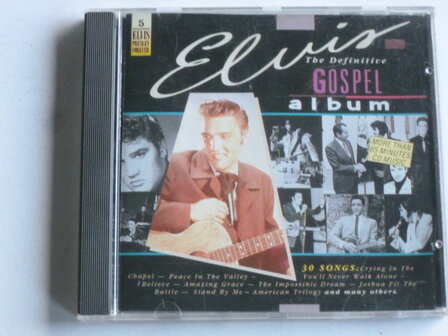 5
ELVIS
PRESLEY
FOREVER
Elvis
The Definitive
GOSPEL
album
MORE THAN
65 MINUTES
CD MUSIC
30 SONGS: Crying In The
Chapel – Peace In The Valley – You'll Never Walk Alone –
I Believe – Amazing Grace – The Impossible Dream – Joshua Fit The
Battle – Stand By Me – American Trilogy and many others.